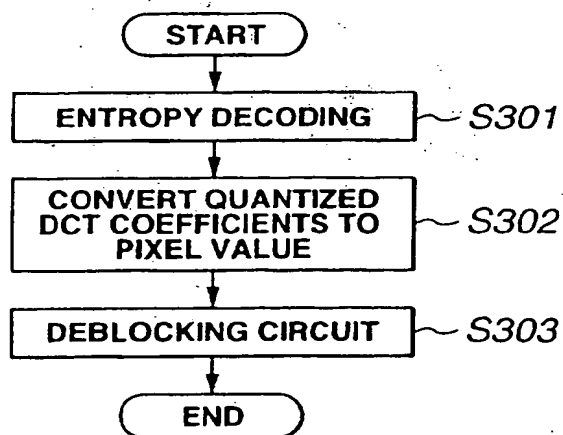 START
ENTROPY DECODING
S301
CONVERT QUANTIZED
DCT COEFFICIENTS TO
PIXEL VALUE
S302
DEBLOCKING CIRCUIT
S303
END